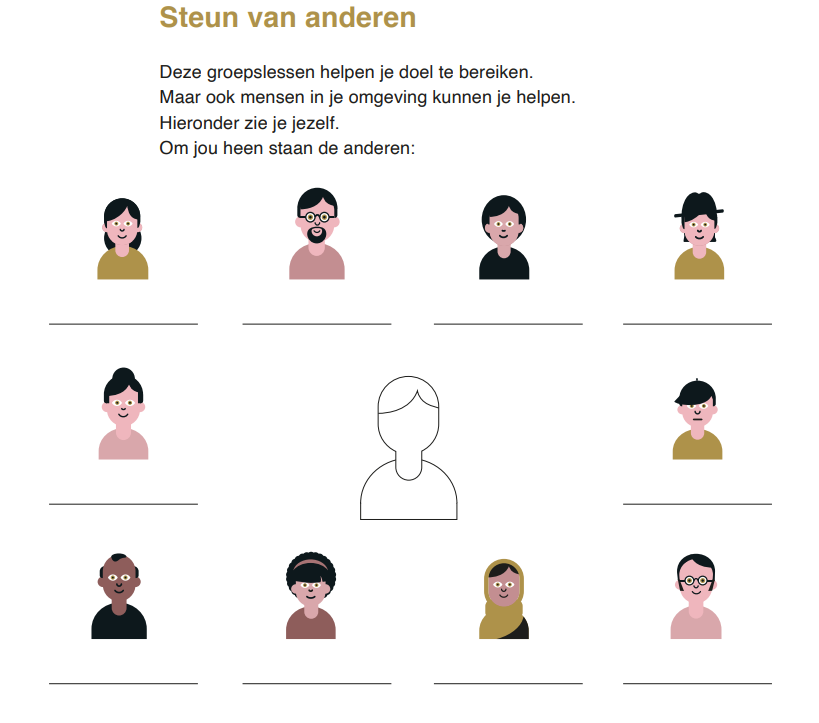 Steun van anderen
Deze groepslessen helpen je doel te bereiken.
Maar ook mensen in je omgeving kunnen je helpen.
Hieronder zie je jezelf.
Om jou heen staan de anderen: